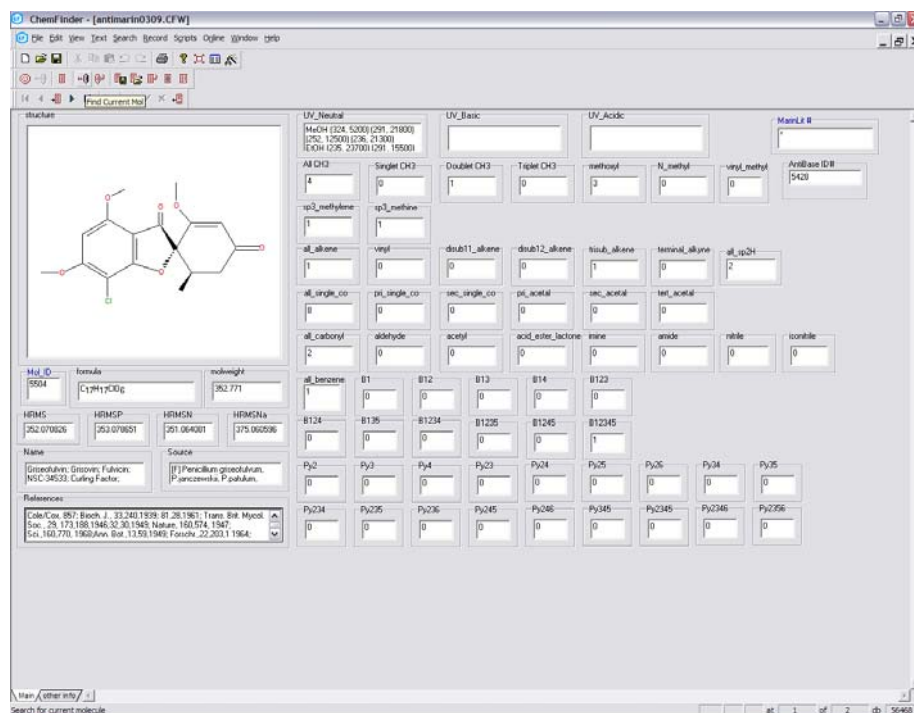 ChemFinder - [antimarin0309.CFW]
File Edit View Text Search Record Scripts Online Window Help
Find Current Mol
structure
O
O
O
O
O
O
Cl
UV_Neutral UV_Basic UV_Acidic MarinLit #
MeOH (324, 5200) (291, 21800)
(252, 12500) (236, 21300)
EtOH (235, 23700) (291, 15500)
*
All CH3 Singlet CH3 Doublet CH3 Triplet CH3 methoxyl N_methyl vinyl_methyl AntiBase ID#
4 0 1 0 3 0 0 5420
sp3_methylene sp3_methine
1 1
all_alkene vinyl disub11_alkene disub12_alkene trisub_alkene terminal_alkyne all_sp2H
1 0 0 0 1 0 2
all_single_co pri_single_co sec_single_co pri_acetal sec_acetal tert_acetal
0 0 0 0 0 0
all_carbonyl aldehyde acetyl acid_ester_lactone imine amide nitrile isonitrile
2 0 0 0 0 0 0 0
Mol_ID formula molweight
5504 C17H17ClO6 352.771
all_benzene B1 B12 B13 B14 B123
1 0 0 0 0 0
HRMS HRMSP HRMSN HRMSNa
352.070826 353.078651 351.064001 375.060596
B124 B135 B1234 B1235 B1245 B12345
0 0 0 0 0 1
Name Source
Griseofulvin; Grisovin; Fulvicin;
NSC-34533; Curling Factor;
[F] Penicillium griseofulvum,
P.janczewska, P.patulum,
Py2 Py3 Py4 Py23 Py24 Py25 Py26 Py34 Py35
0 0 0 0 0 0 0 0 0
References
Cole/Cox, 857; Bioch. J., 33,240,1939; 81,28,1961; Trans. Brit. Mycol.
Soc., 29, 173,188,1946;32,30,1949; Nature, 160,574, 1947;
Sci.,160,770, 1968;Ann. Bot.,13,59,1949; Forschr.,22,203,1 1964;
Py234 Py235 Py236 Py245 Py246 Py345 Py2345 Py2346 Py2356
0 0 0 0 0 0 0 0 0
Main other info
Search for current molecule at 1 of 2 db 56468